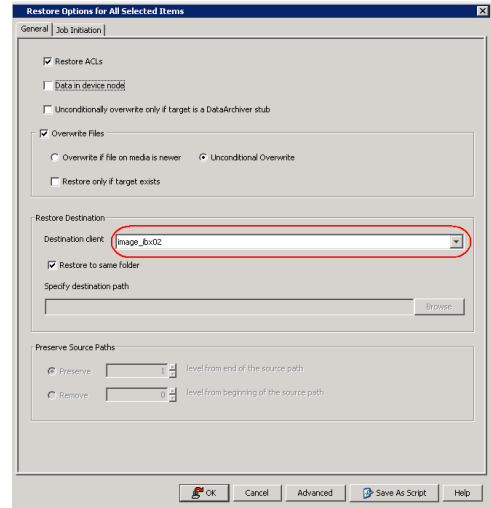 Restore Options for All Selected Items
General Job Initiation
Restore ACLs
Data in device node
Unconditionally overwrite only if target is a DataArchiver stub
Overwrite Files
Overwrite if file on media is newer Unconditional Overwrite
Restore only if target exists
Restore Destination
Destination client image_ibx02
Restore to same folder
Specify destination path
Browse
Preserve Source Paths
Preserve 1 level from end of the source path
Remove 0 level from beginning of the source path
OK Cancel Advanced Save As Script Help